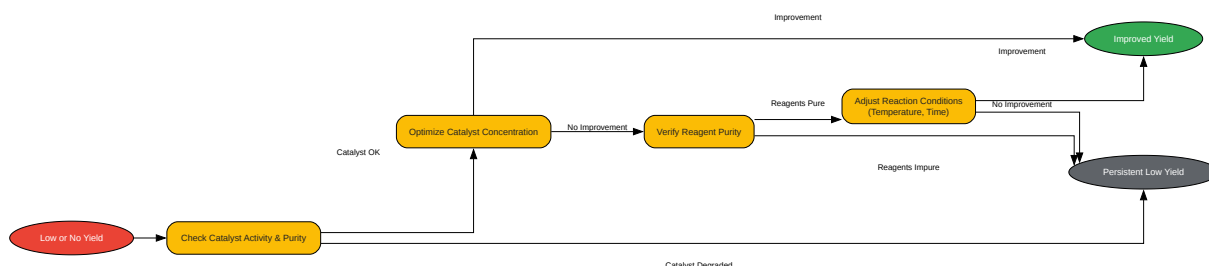 Improvement
Improved Yield
Improvement
Adjust Reaction Conditions
(Temperature, Time)
Reagents Pure
No Improvement
Optimize Catalyst Concentration
No Improvement
Verify Reagent Purity
Catalyst OK
Reagents Impure
Persistent Low Yield
Low or No Yield
Check Catalyst Activity & Purity
Catalyst Degraded